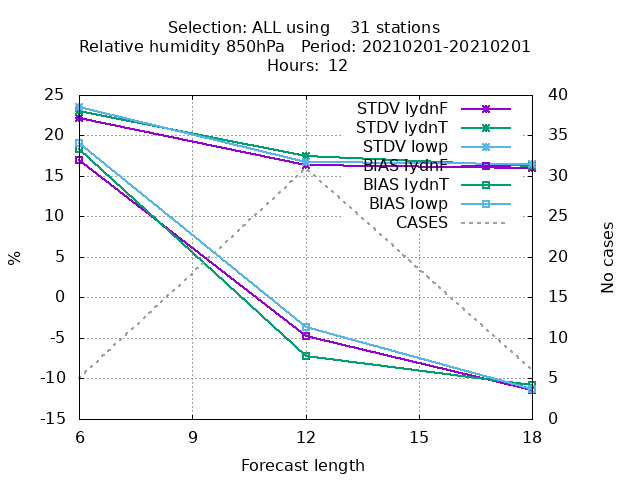 Selection: ALL using 31 stations
Relative humidity 850hPa Period: 20210201-20210201
Hours: 12
25 40
STDV lydnF
STDV lydnT
20 35
STDV lowp
BIAS lydnF
15 30
BIAS lydnT
BIAS lowp
10 25
CASES
5 20
%
No cases
0 15
-5 10
-10 5
-15 0
6 9 12 15 18
Forecast length